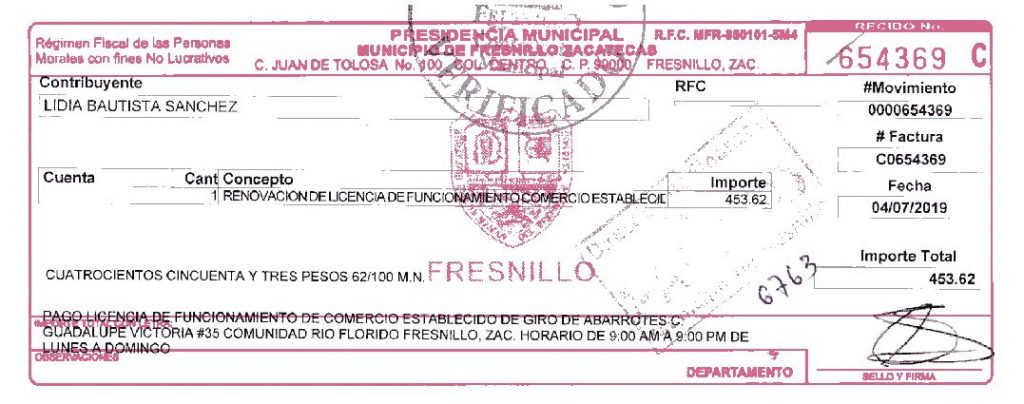 RECIBO No.
Régimen Fiscal de las Personas
Morales con fines No Lucrativos
PRESIDENCIA MUNICIPAL
MUNICIPIO DE FRESNILLO ZACATECAS
C. JUAN DE TOLOSA No. 100 COL. CENTRO C. P. 99000 FRESNILLO, ZAC.
R.F.C. MFR-850101-5M4
654369 C
VERIFICADO
Contribuyente
LIDIA BAUTISTA SANCHEZ
RFC
#Movimiento
0000654369
# Factura
C0654369
Fecha
04/07/2019
Cuenta Cant Concepto Importe
1 RENOVACION DE LICENCIA DE FUNCIONAMIENTO COMERCIO ESTABLECID 453.62
Importe Total
453.62
CUATROCIENTOS CINCUENTA Y TRES PESOS 62/100 M.N.
FRESNILLO
6763
PAGO LICENCIA DE FUNCIONAMIENTO DE COMERCIO ESTABLECIDO DE GIRO DE ABARROTES C.
IMPORTE TOTAL CON LETRA
GUADALUPE VICTORIA #35 COMUNIDAD RIO FLORIDO FRESNILLO, ZAC. HORARIO DE 9:00 AM A 9:00 PM DE
LUNES A DOMINGO
OBSERVACIONES
DEPARTAMENTO
SELLO Y FIRMA